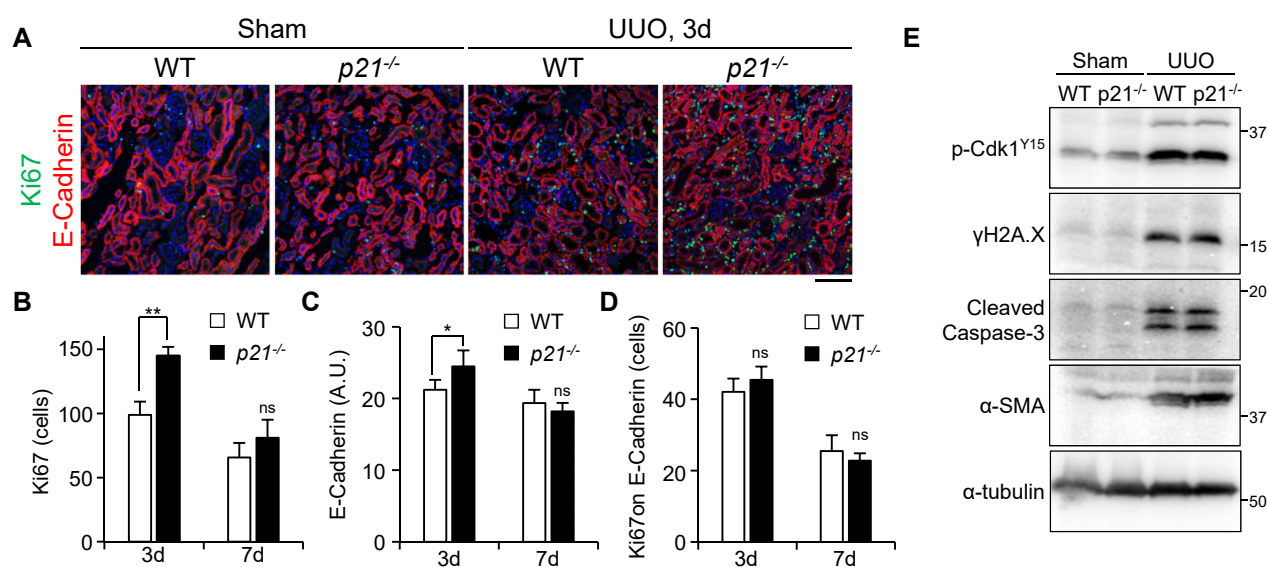 A
Sham
UUO, 3d
WT
p21-/-
WT
p21-/-
Ki67
E-Cadherin
B
Ki67 (cells)
150
100
50
0
**
ns
WT
p21-/-
3d
7d
C
E-Cadherin (A.U.)
30
20
10
0
*
ns
WT
p21-/-
3d
7d
D
Ki67on E-Cadherin (cells)
60
40
20
0
ns
ns
WT
p21-/-
3d
7d
E
Sham UUO
WT p21-/- WT p21-/-
p-Cdk1Y15
37
γH2A.X
15
Cleaved
Caspase-3
20
α-SMA
37
α-tubulin
50